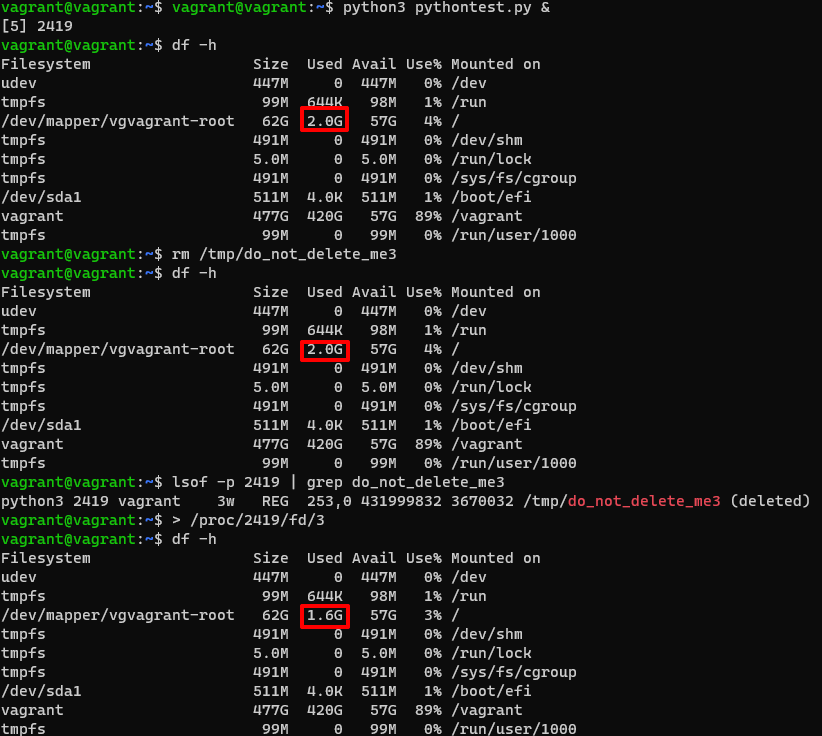 vagrant@vagrant:~$ vagrant@vagrant:~$ python3 pythontest.py &
[5] 2419
vagrant@vagrant:~$ df -h
Filesystem                  Size  Used Avail Use% Mounted on
udev                        447M     0  447M   0% /dev
tmpfs                        99M  644K   98M   1% /run
/dev/mapper/vgvagrant-root   62G  2.0G   57G   4% /
tmpfs                       491M     0  491M   0% /dev/shm
tmpfs                       5.0M     0  5.0M   0% /run/lock
tmpfs                       491M     0  491M   0% /sys/fs/cgroup
/dev/sda1                   511M  4.0K  511M   1% /boot/efi
vagrant                     477G  420G   57G  89% /vagrant
tmpfs                        99M     0   99M   0% /run/user/1000
vagrant@vagrant:~$ rm /tmp/do_not_delete_me3
vagrant@vagrant:~$ df -h
Filesystem                  Size  Used Avail Use% Mounted on
udev                        447M     0  447M   0% /dev
tmpfs                        99M  644K   98M   1% /run
/dev/mapper/vgvagrant-root   62G  2.0G   57G   4% /
tmpfs                       491M     0  491M   0% /dev/shm
tmpfs                       5.0M     0  5.0M   0% /run/lock
tmpfs                       491M     0  491M   0% /sys/fs/cgroup
/dev/sda1                   511M  4.0K  511M   1% /boot/efi
vagrant                     477G  420G   57G  89% /vagrant
tmpfs                        99M     0   99M   0% /run/user/1000
vagrant@vagrant:~$ lsof -p 2419 | grep do_not_delete_me3
python3 2419 vagrant    3w   REG  253,0 431999832 3670032 /tmp/do_not_delete_me3 (deleted)
vagrant@vagrant:~$ > /proc/2419/fd/3
vagrant@vagrant:~$ df -h
Filesystem                  Size  Used Avail Use% Mounted on
udev                        447M     0  447M   0% /dev
tmpfs                        99M  644K   98M   1% /run
/dev/mapper/vgvagrant-root   62G  1.6G   57G   3% /
tmpfs                       491M     0  491M   0% /dev/shm
tmpfs                       5.0M     0  5.0M   0% /run/lock
tmpfs                       491M     0  491M   0% /sys/fs/cgroup
/dev/sda1                   511M  4.0K  511M   1% /boot/efi
vagrant                     477G  420G   57G  89% /vagrant
tmpfs                        99M     0   99M   0% /run/user/1000